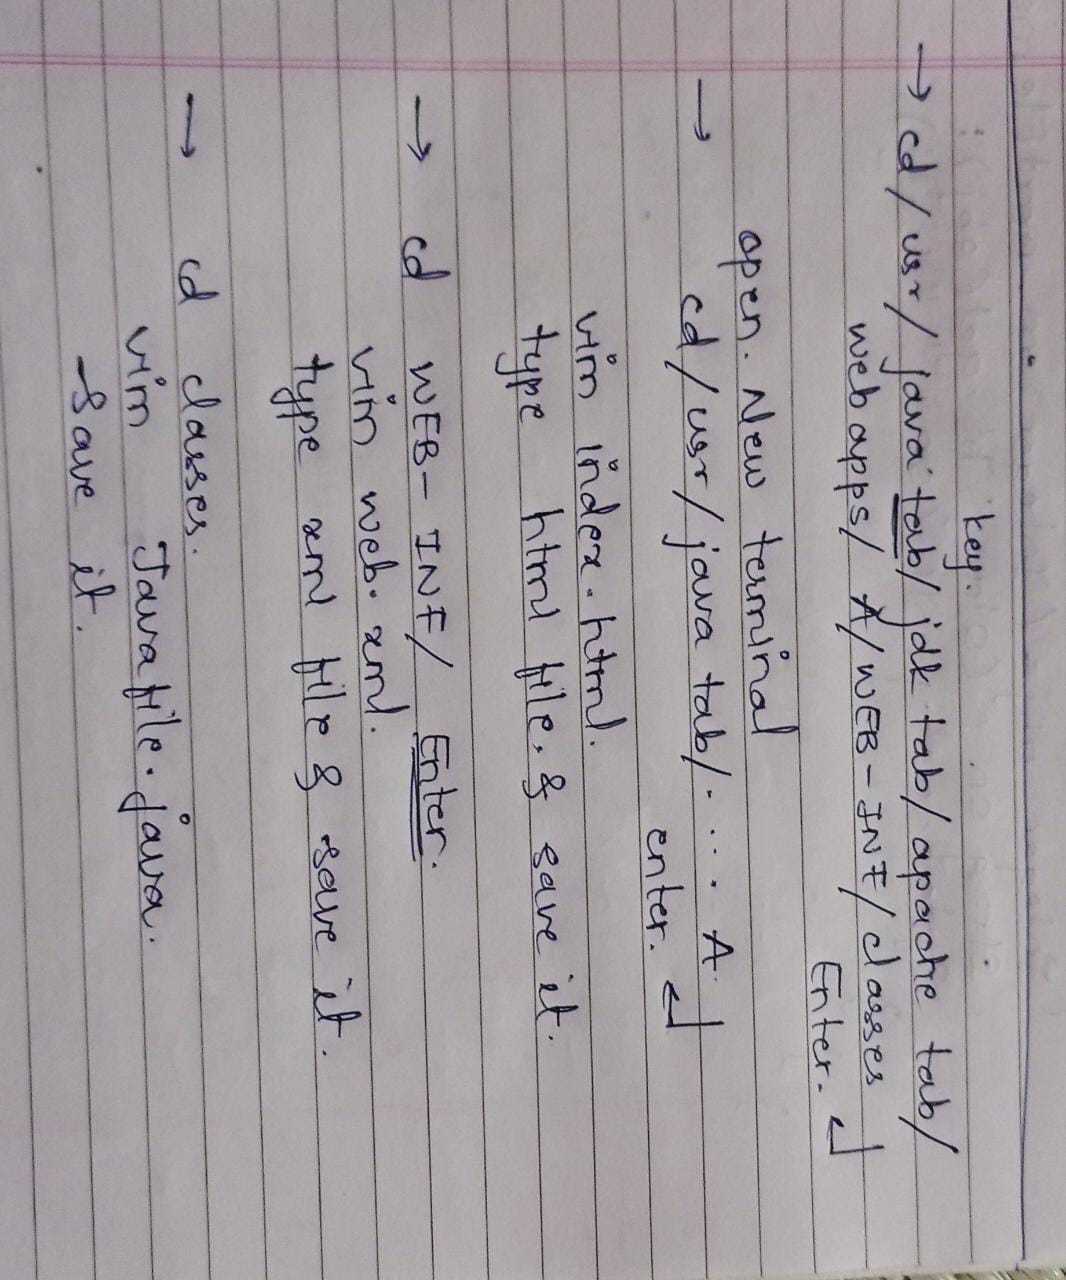 key.
→ cd/usr/java tab/jdk tab/apache tab/
webapps/A/WEB-INF/classes
Enter. ↵
open. New terminal
→ cd/usr/java tab/. . . . A.
enter. ↵
vim index.html.
type html file. & save it.
→ cd WEB-INF/ Enter.
vim web.xml.
type xml file & save it.
→ cd classes.
vim Javafile.java.
-Save it.